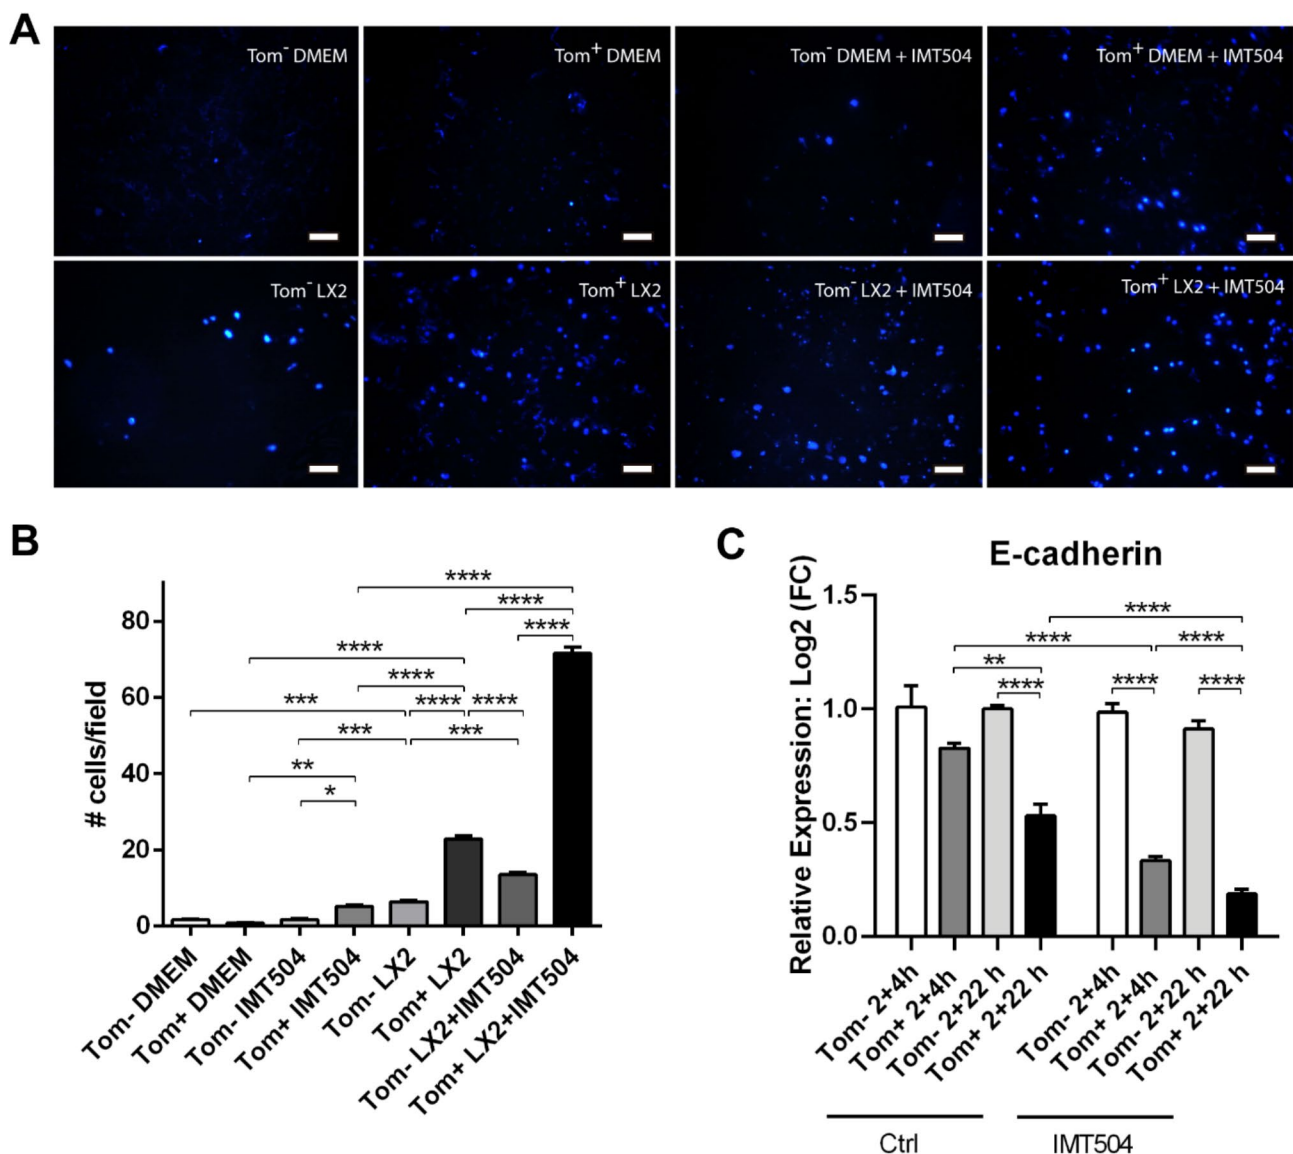 A
Tom⁻ DMEM
Tom⁺ DMEM
Tom⁻ DMEM + IMT504
Tom⁺ DMEM + IMT504
Tom⁻ LX2
Tom⁺ LX2
Tom⁻ LX2 + IMT504
Tom⁺ LX2 + IMT504
B
# cells/field
80
60
40
20
0
****
****
****
****
****
***
****
****
***
***
**
*
Tom- DMEM
Tom+ DMEM
Tom- IMT504
Tom+ IMT504
Tom- LX2
Tom+ LX2
Tom- LX2+IMT504
Tom+ LX2+IMT504
C
E-cadherin
Relative Expression: Log2 (FC)
1.5
1.0
0.5
0.0
****
****
****
**
****
****
****
Tom- 2+4h
Tom+ 2+4h
Tom- 2+22 h
Tom+ 2+22 h
Tom- 2+4h
Tom+ 2+4h
Tom- 2+22 h
Tom+ 2+22 h
Ctrl
IMT504